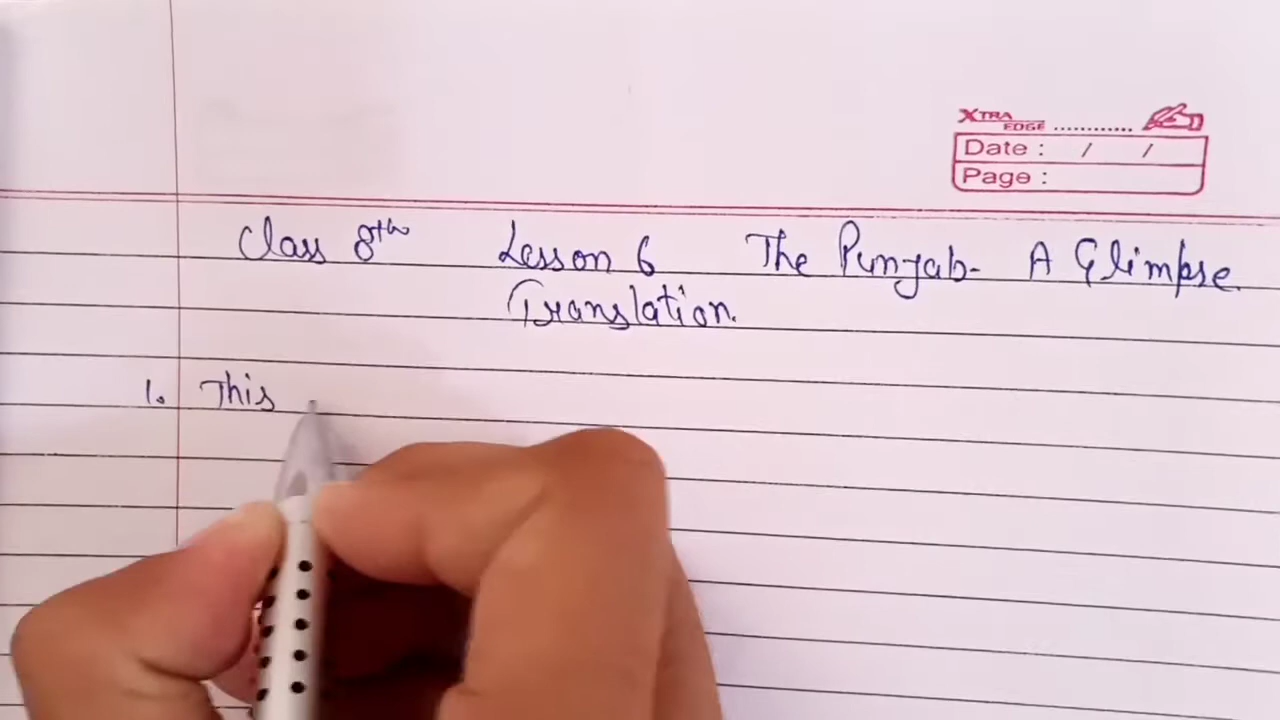 XTRA EDGE ............
Date : / /
Page :
Class 8th Lesson 6 The Punjab- A Glimpse
Translation.
1. This